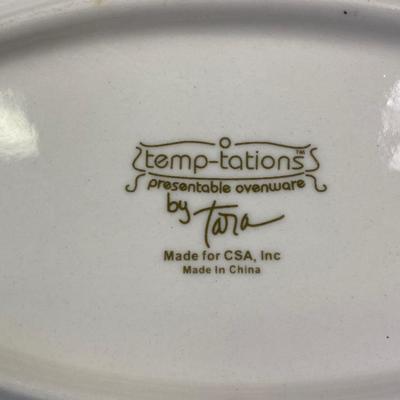 temp-tations™
presentable ovenware
by Tara
Made for CSA, Inc
Made In China